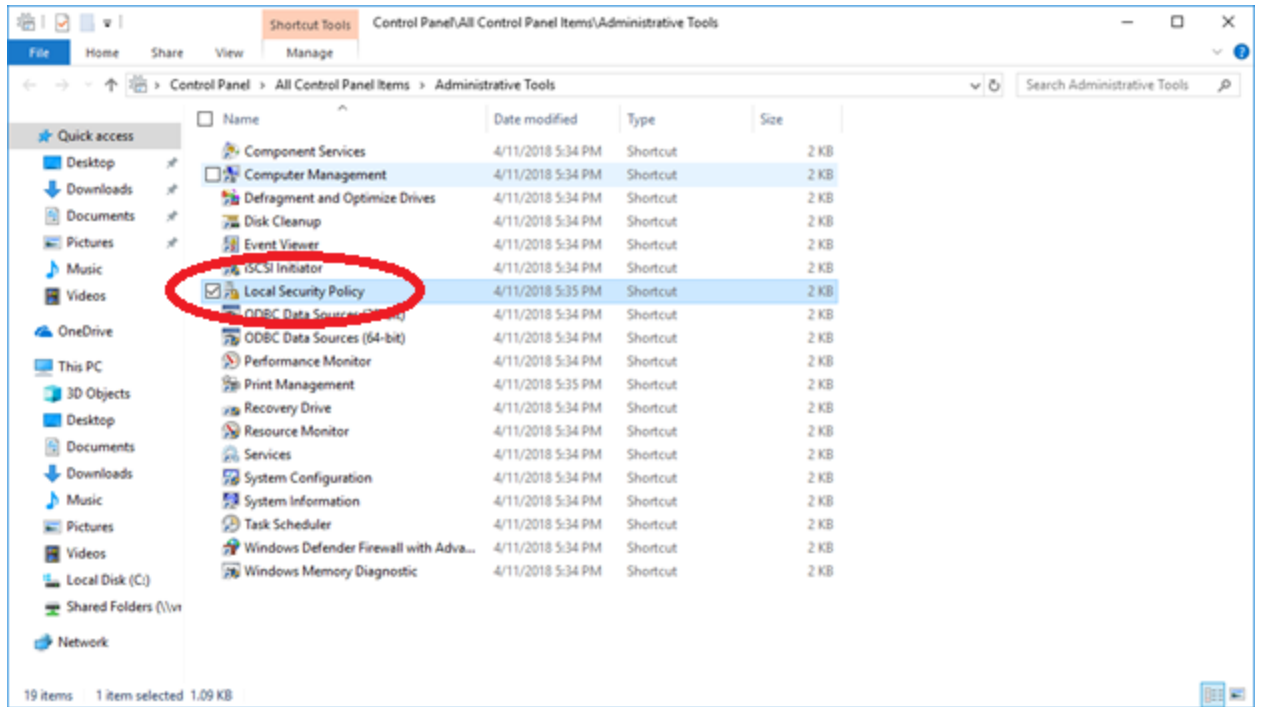 Shortcut Tools Control Panel\All Control Panel Items\Administrative Tools
File Home Share View Manage
Control Panel > All Control Panel Items > Administrative Tools Search Administrative Tools
Name Date modified Type Size
Quick access
Desktop
Downloads
Documents
Pictures
Music
Videos
OneDrive
This PC
3D Objects
Desktop
Documents
Downloads
Music
Pictures
Videos
Local Disk (C:)
Shared Folders (\\vr
Network
Component Services 4/11/2018 5:34 PM Shortcut 2 KB
Computer Management 4/11/2018 5:34 PM Shortcut 2 KB
Defragment and Optimize Drives 4/11/2018 5:34 PM Shortcut 2 KB
Disk Cleanup 4/11/2018 5:34 PM Shortcut 2 KB
Event Viewer 4/11/2018 5:34 PM Shortcut 2 KB
iSCSI Initiator 4/11/2018 5:34 PM Shortcut 2 KB
Local Security Policy 4/11/2018 5:35 PM Shortcut 2 KB
ODBC Data Sources 4/11/2018 5:34 PM Shortcut 2 KB
ODBC Data Sources (64-bit) 4/11/2018 5:34 PM Shortcut 2 KB
Performance Monitor 4/11/2018 5:34 PM Shortcut 2 KB
Print Management 4/11/2018 5:35 PM Shortcut 2 KB
Recovery Drive 4/11/2018 5:34 PM Shortcut 2 KB
Resource Monitor 4/11/2018 5:34 PM Shortcut 2 KB
Services 4/11/2018 5:34 PM Shortcut 2 KB
System Configuration 4/11/2018 5:34 PM Shortcut 2 KB
System Information 4/11/2018 5:34 PM Shortcut 2 KB
Task Scheduler 4/11/2018 5:34 PM Shortcut 2 KB
Windows Defender Firewall with Adva... 4/11/2018 5:34 PM Shortcut 2 KB
Windows Memory Diagnostic 4/11/2018 5:34 PM Shortcut 2 KB
19 items 1 item selected 1.09 KB